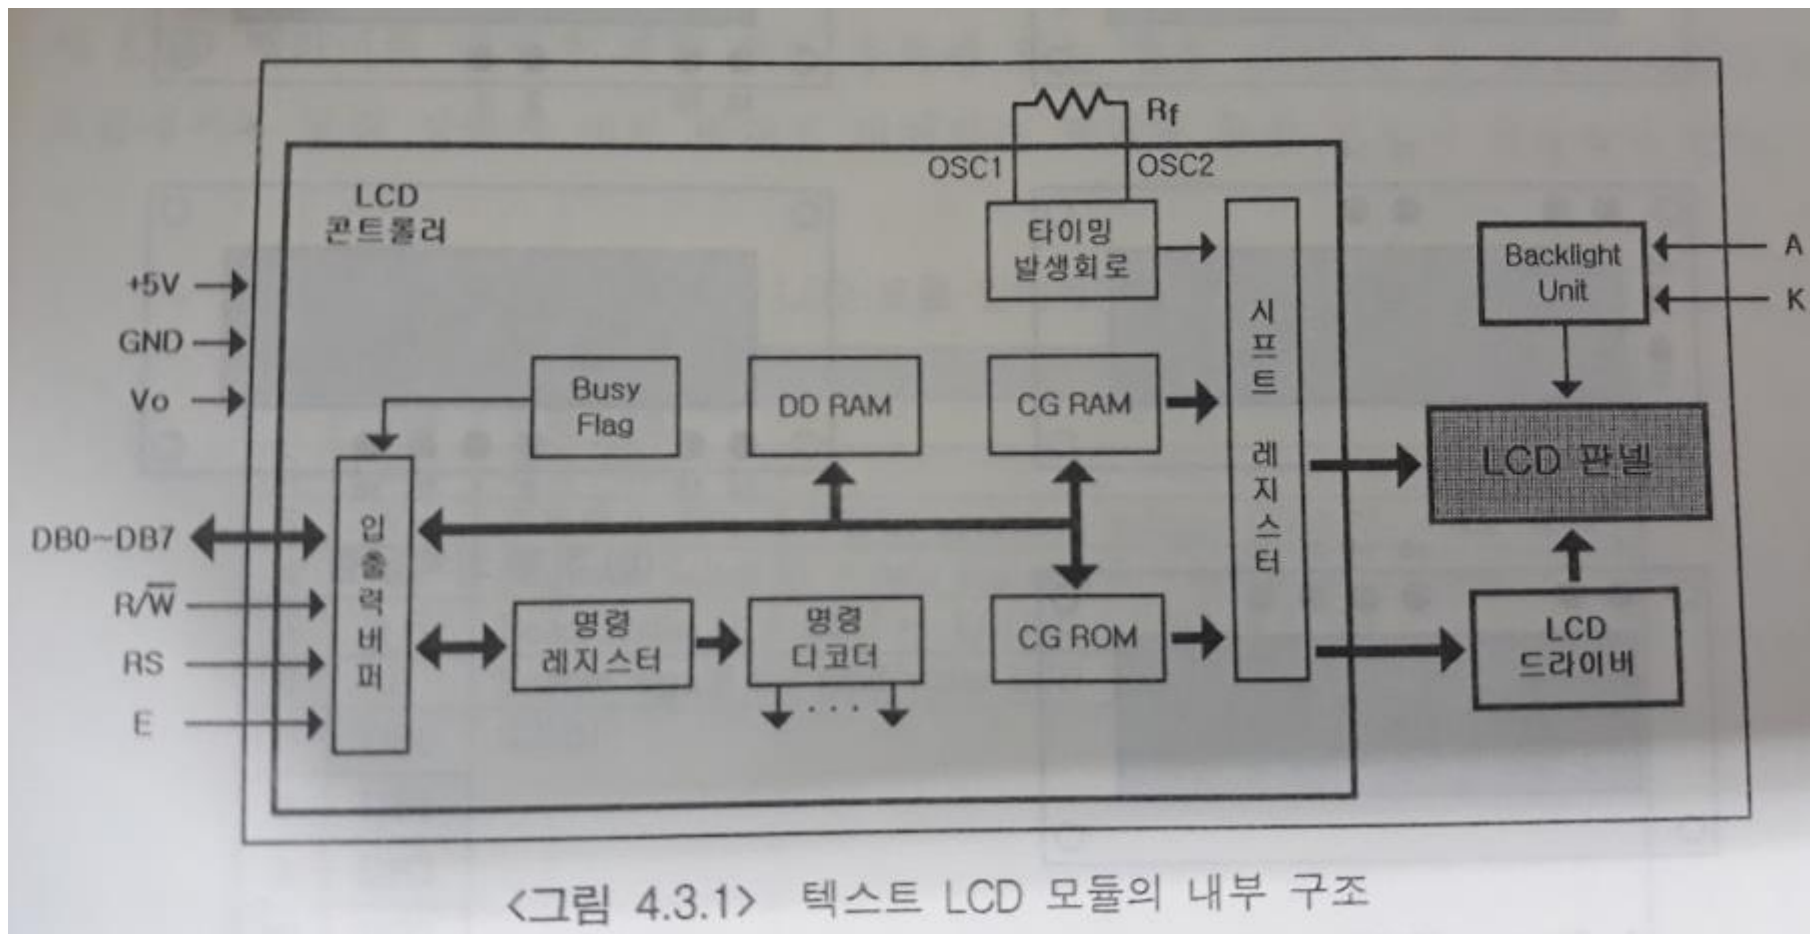 Rf
OSC1
OSC2
LCD
콘트롤러
타이밍
발생회로
+5V
GND
Vo
Busy
Flag
DD RAM
CG RAM
시프트 레지스터
Backlight
Unit
A
K
LCD 판넬
DB0~DB7
R/W̅
RS
E
입출력버퍼
명령
레지스터
명령
디코더
...
CG ROM
LCD
드라이버
<그림 4.3.1> 텍스트 LCD 모듈의 내부 구조